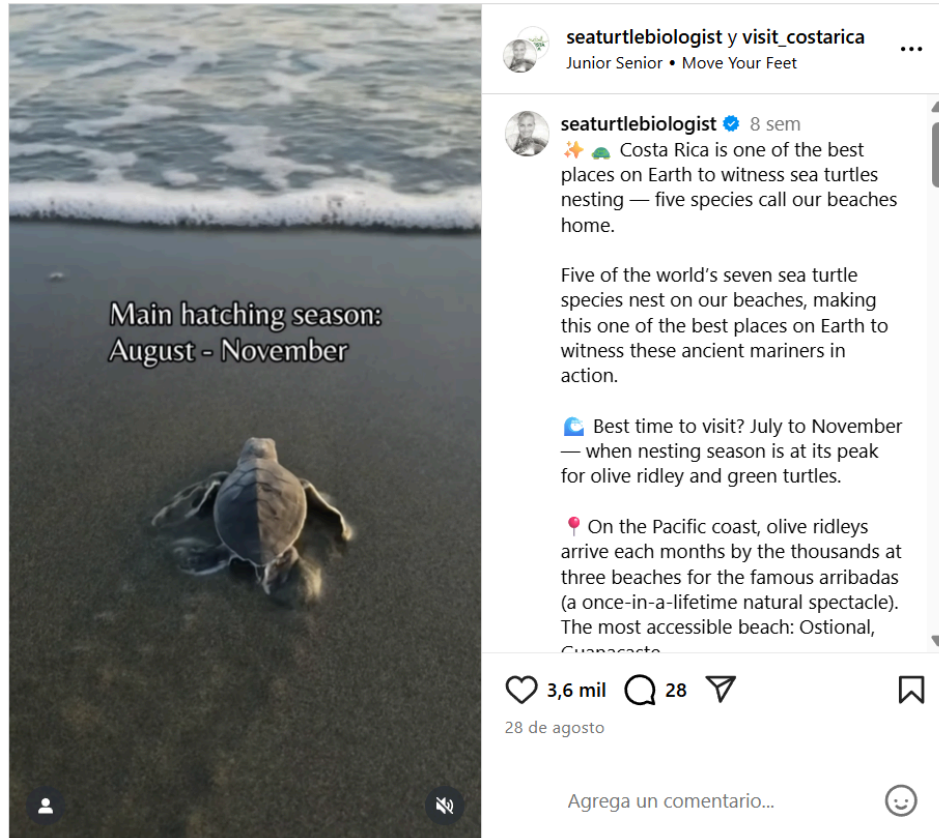 Main hatching season:
August - November
seaturtlebiologist y visit_costarica
Junior Senior • Move Your Feet
seaturtlebiologist 8 sem
✨ 🐢 Costa Rica is one of the best
places on Earth to witness sea turtles
nesting — five species call our beaches
home.
Five of the world's seven sea turtle
species nest on our beaches, making
this one of the best places on Earth to
witness these ancient mariners in
action.
🌊 Best time to visit? July to November
— when nesting season is at its peak
for olive ridley and green turtles.
📍 On the Pacific coast, olive ridleys
arrive each months by the thousands at
three beaches for the famous arribadas
(a once-in-a-lifetime natural spectacle).
The most accessible beach: Ostional,
Guanacaste
3,6 mil 28
28 de agosto
Agrega un comentario...